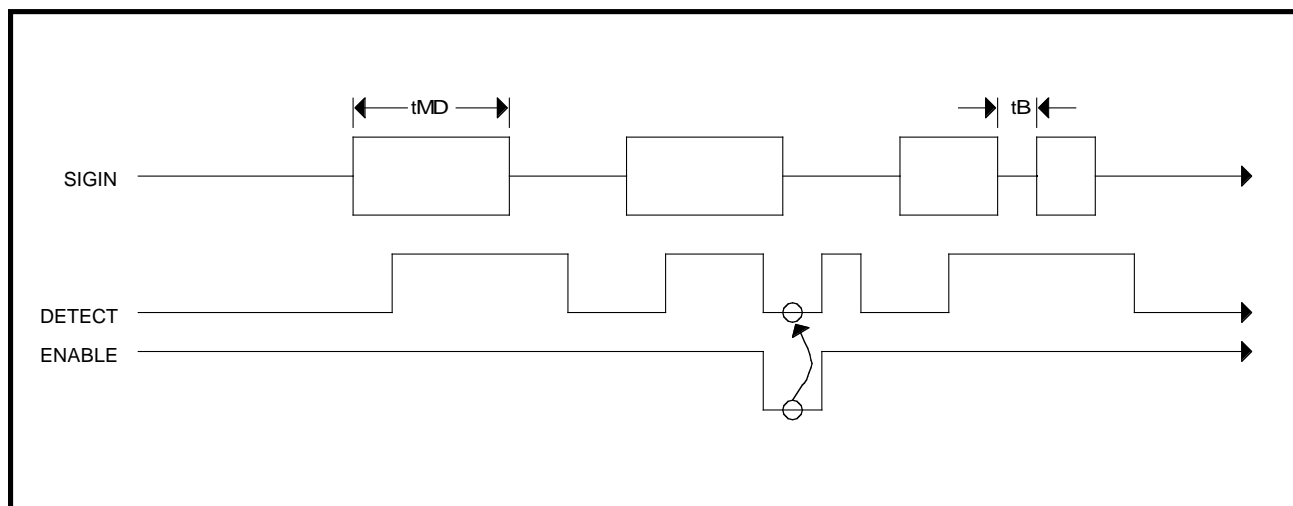 tMD
tB
SIGIN
DETECT
ENABLE